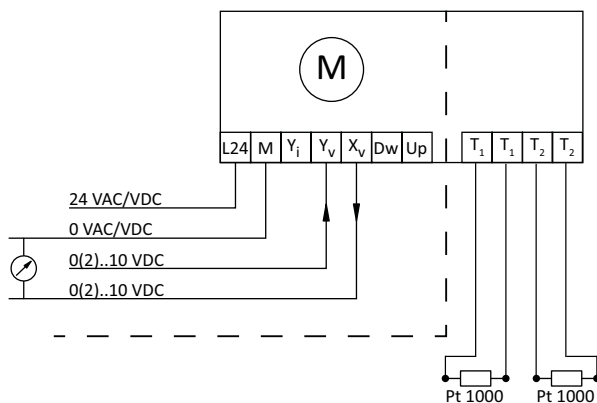 M
L24 M Yi Yv Xv Dw Up T1 T1 T2 T2
24 VAC/VDC
0 VAC/VDC
0(2)..10 VDC
0(2)..10 VDC
Pt 1000 Pt 1000